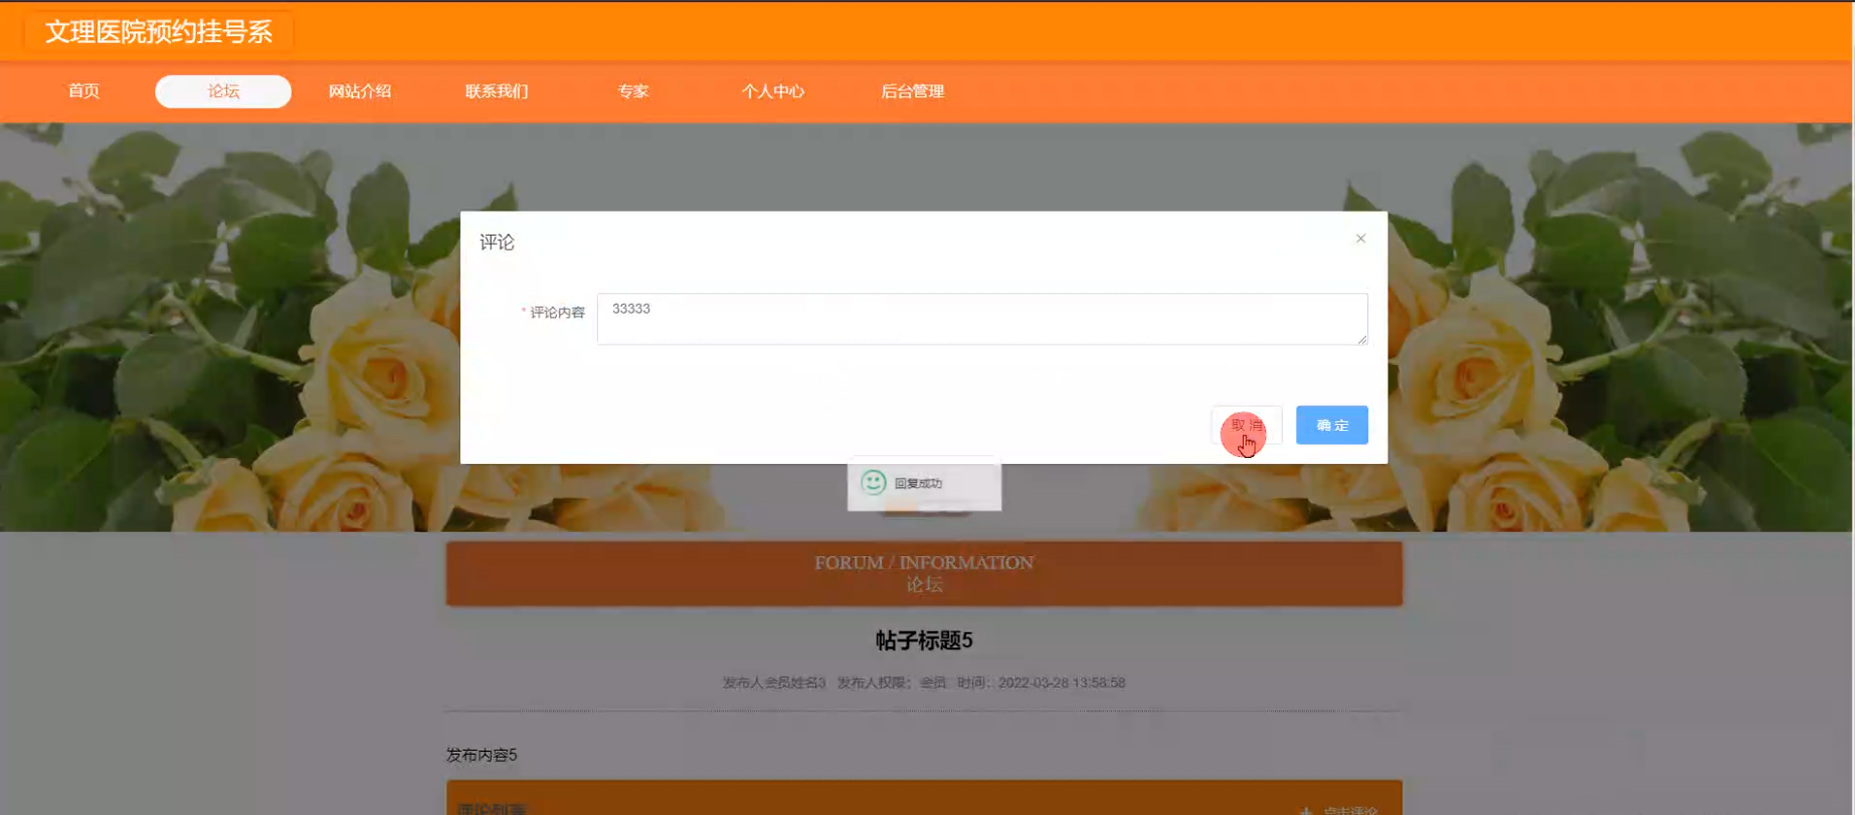 文理医院预约挂号系
首页 论坛 网站介绍 联系我们 专家 个人中心 后台管理
评论
* 评论内容 33333
取 消 确 定
回复成功
FORUM / INFORMATION
论坛
帖子标题5
发布人会员姓名3 发布人权限：会员 时间：2022-03-28 13:58:58
发布内容5
评论列表 点击评论